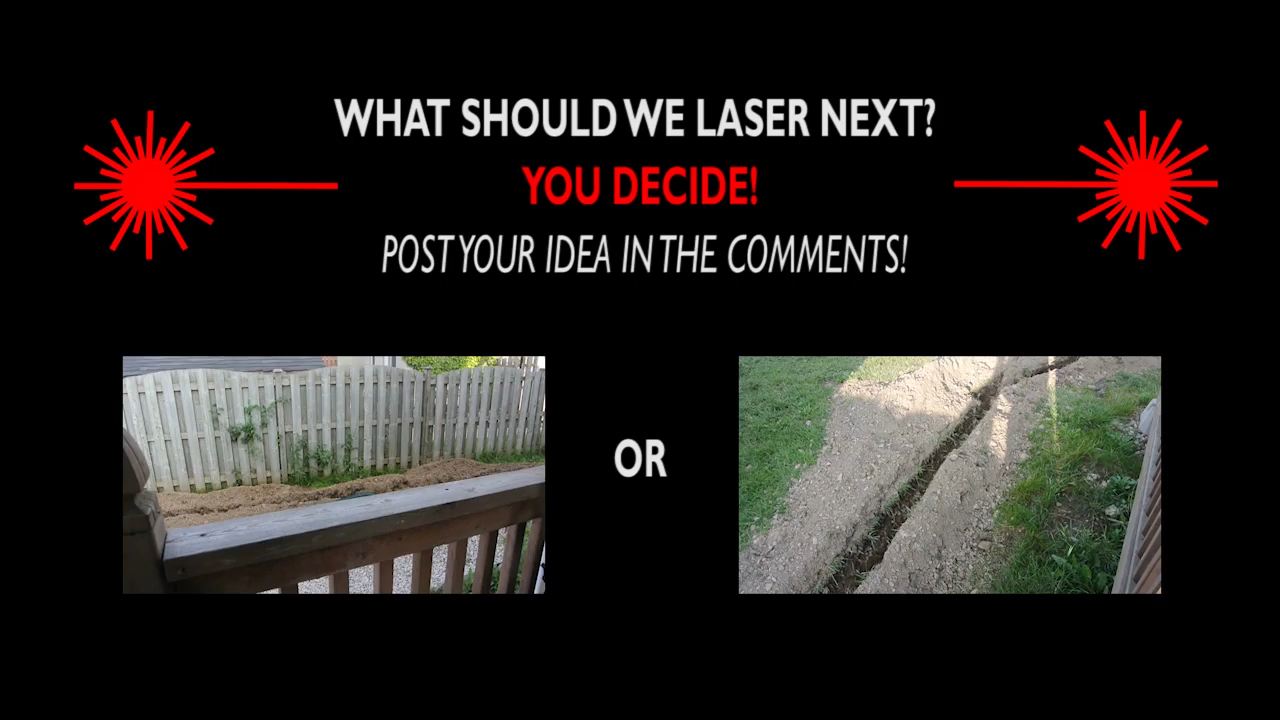 WHAT SHOULD WE LASER NEXT?
YOU DECIDE!
POST YOUR IDEA IN THE COMMENTS!
OR